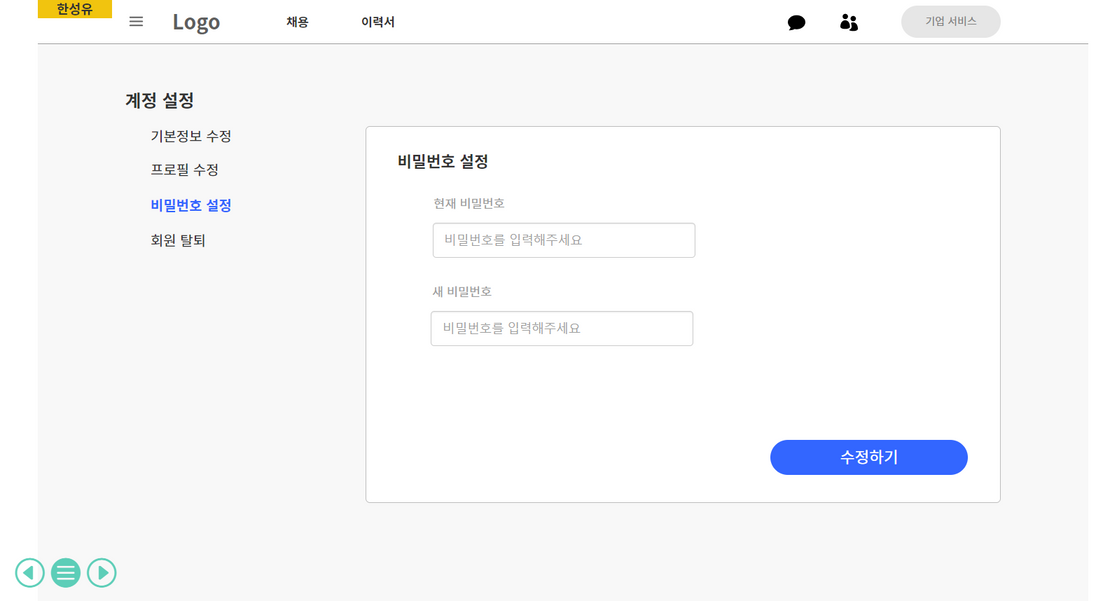 한성유
Logo
채용
이력서
기업 서비스
계정 설정
기본정보 수정
프로필 수정
비밀번호 설정
회원 탈퇴
비밀번호 설정
현재 비밀번호
비밀번호를 입력해주세요
새 비밀번호
비밀번호를 입력해주세요
수정하기